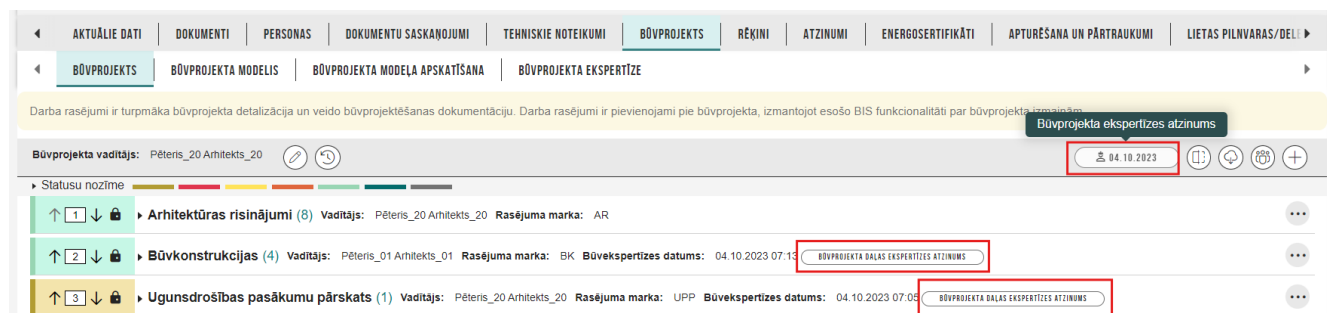 AKTUĀLIE DATI DOKUMENTI PERSONAS DOKUMENTU SASKAŅOJUMI TEHNISKIE NOTEIKUMI BŪVPROJEKTS RĒĶINI ATZINUMI ENERGOSERTIFIKĀTI APTURĒŠANA UN PĀRTRAUKUMI LIETAS PILNVARAS/DELE
BŪVPROJEKTS BŪVPROJEKTA MODELIS BŪVPROJEKTA MODEĻA APSKATĪŠANA BŪVPROJEKTA EKSPERTĪZE
Darba rasējumi ir turpmāka būvprojekta detalizācija un veido būvprojektēšanas dokumentāciju. Darba rasējumi ir pievienojami pie būvprojekta, izmantojot esošo BIS funkcionalitāti par būvprojekta izmaiņām
Būvprojekta ekspertīzes atzinums
Būvprojekta vadītājs: Pēteris_20 Arhitekts_20 04.10.2023
Statusu nozīme
1 Arhitektūras risinājumi (8) Vadītājs: Pēteris_20 Arhitekts_20 Rasējuma marka: AR
2 Būvkonstrukcijas (4) Vadītājs: Pēteris_01 Arhitekts_01 Rasējuma marka: BK Būvekspertīzes datums: 04.10.2023 07:13 BŪVPROJEKTA DAĻAS EKSPERTĪZES ATZINUMS
3 Ugunsdrošības pasākumu pārskats (1) Vadītājs: Pēteris_20 Arhitekts_20 Rasējuma marka: UPP Būvekspertīzes datums: 04.10.2023 07:05 BŪVPROJEKTA DAĻAS EKSPERTĪZES ATZINUMS